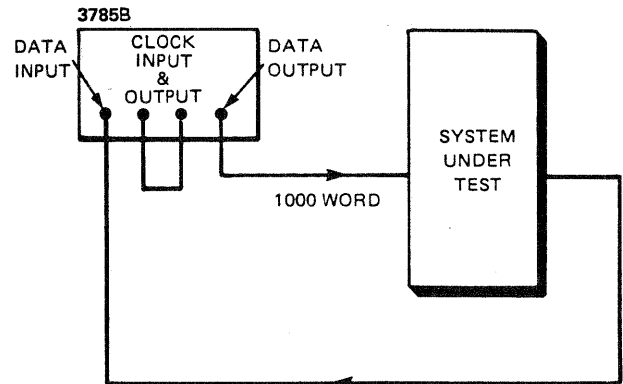 3785B
DATA
INPUT
CLOCK
INPUT
&
OUTPUT
DATA
OUTPUT
1000 WORD
SYSTEM
UNDER
TEST